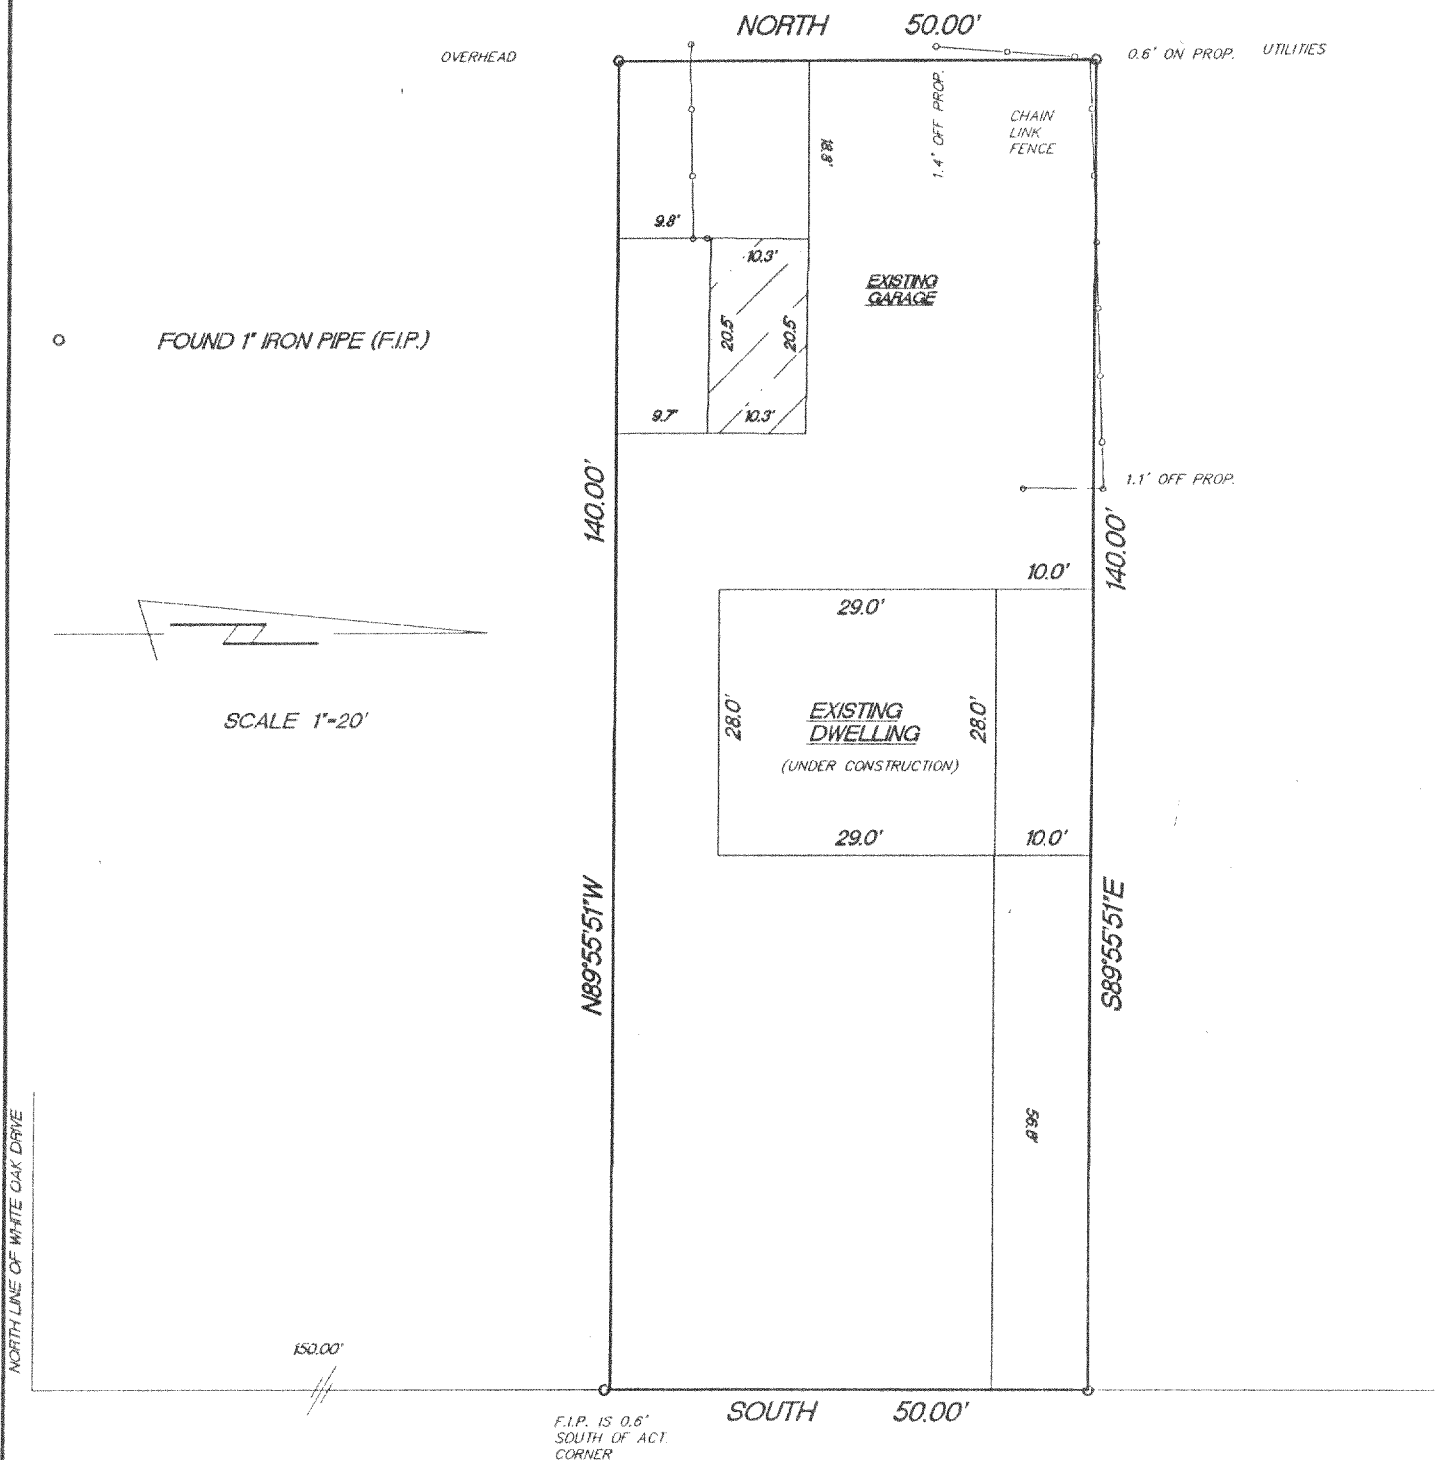 NORTH 50.00'
OVERHEAD
0.6' ON PROP.
UTILITIES
1.4' OFF PROP.
CHAIN
LINK
FENCE
18.8'
9.8'
10.3'
EXISTING
GARAGE
20.5'
20.5'
FOUND 1" IRON PIPE (F.I.P.)
9.7'
10.3'
140.00'
1.1' OFF PROP.
140.00'
10.0'
29.0'
28.0'
EXISTING
DWELLING
(UNDER CONSTRUCTION)
28.0'
SCALE 1"=20'
29.0'
10.0'
N89°55'51"W
S89°55'51"E
56.8'
NORTH LINE OF WHITE OAK DRIVE
150.00'
SOUTH 50.00'
F.I.P. IS 0.6'
SOUTH OF ACT.
CORNER